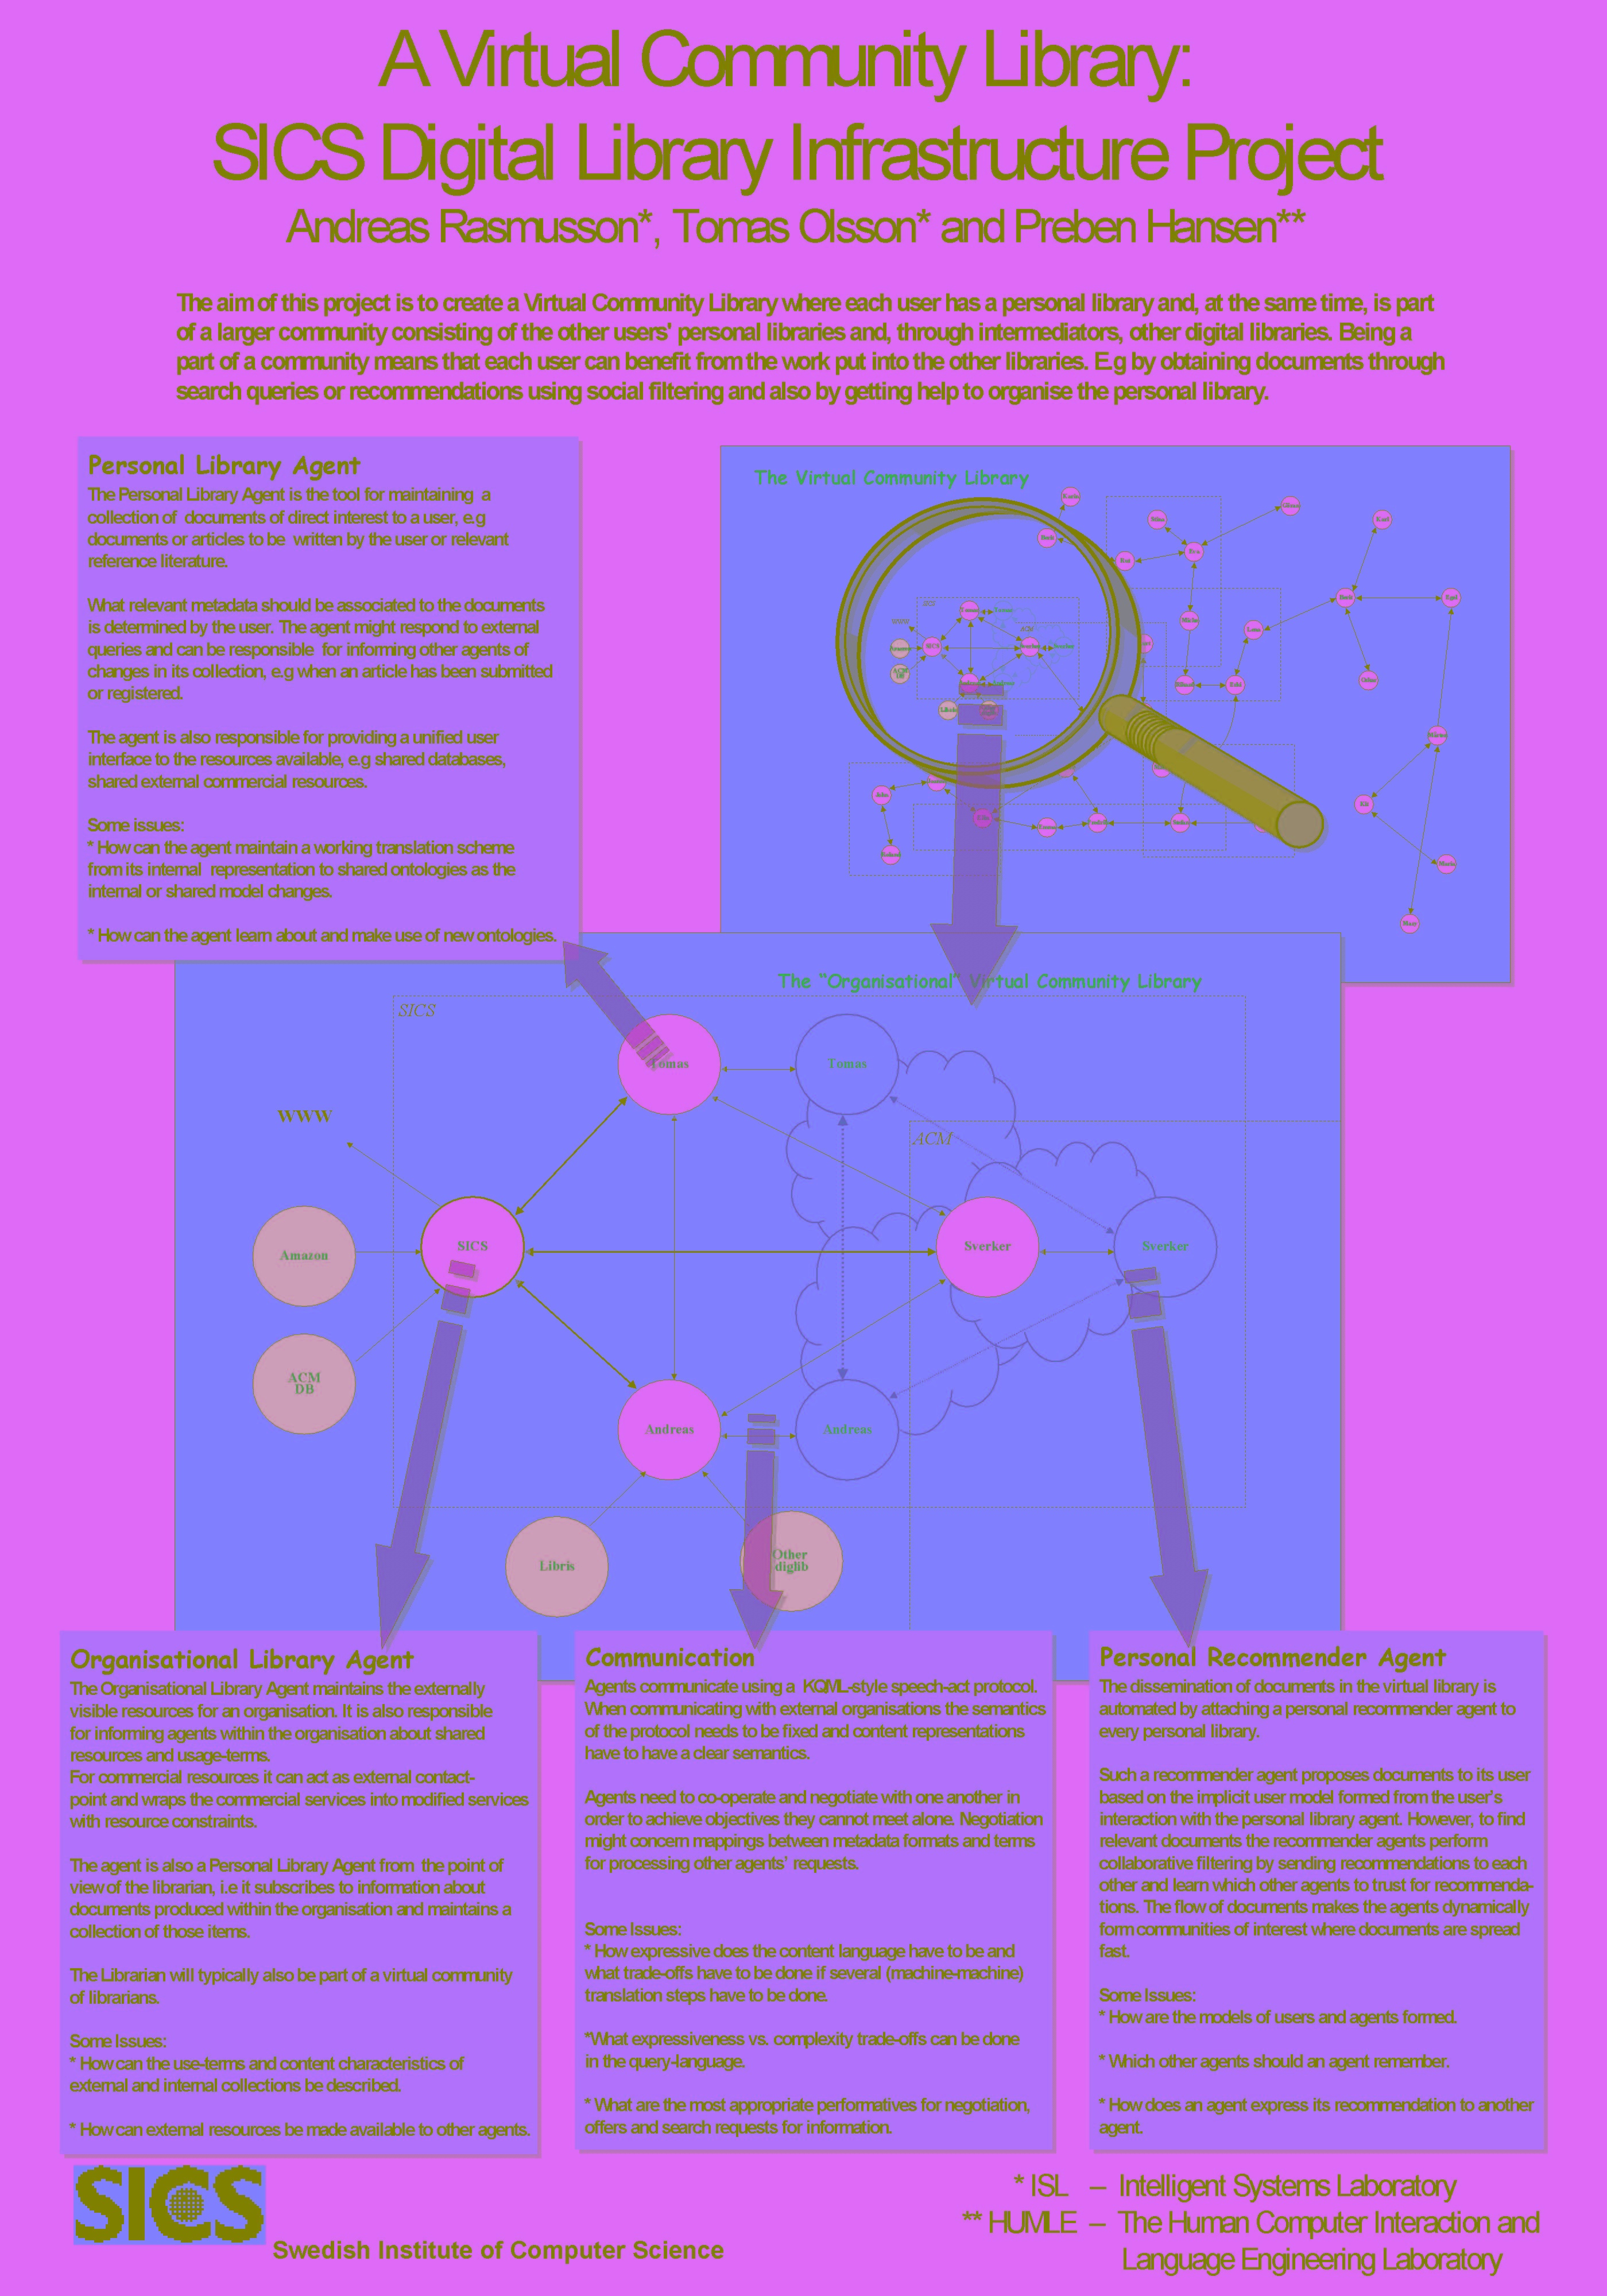 A Virtual Community Library:
SICS Digital Library Infrastructure Project
Andreas Rasmusson*, Tomas Olsson* and Preben Hansen**
The aim of this project is to create a Virtual Community Library where each user has a personal library and, at the same time, is part
of a larger community consisting of the other users' personal libraries and, through intermediators, other digital libraries. Being a
part of a community means that each user can benefit from the work put into the other libraries. E.g by obtaining documents through
search queries or recommendations using social filtering and also by getting help to organise the personal library.
Personal Library Agent
The Personal Library Agent is the tool for maintaining a
collection of documents of direct interest to a user, e.g
documents or articles to be written by the user or relevant
reference literature.
What relevant metadata should be associated to the documents
is determined by the user. The agent might respond to external
queries and can be responsible for informing other agents of
changes in its collection, e.g when an article has been submitted
or registered.
The agent is also responsible for providing a unified user
interface to the resources available, e.g shared databases,
shared external commercial resources.
Some issues:
* How can the agent maintain a working translation scheme
from its internal representation to shared ontologies as the
internal or shared model changes.
* How can the agent learn about and make use of new ontologies.
The Virtual Community Library
The "Organisational" Virtual Community Library
SICS
Tomas
Tomas
WWW
ACM
Amazon
SICS
Sverker
Sverker
ACM
DB
Andreas
Andreas
Libris
Other
diglib
Organisational Library Agent
The Organisational Library Agent maintains the externally
visible resources for an organisation. It is also responsible
for informing agents within the organisation about shared
resources and usage-terms.
For commercial resources it can act as external contact-
point and wraps the commercial services into modified services
with resource constraints.
The agent is also a Personal Library Agent from the point of
view of the librarian, i.e it subscribes to information about
documents produced within the organisation and maintains a
collection of those items.
The Librarian will typically also be part of a virtual community
of librarians.
Some Issues:
* How can the use-terms and content characteristics of
external and internal collections be described.
* How can external resources be made available to other agents.
Communication
Agents communicate using a KQML-style speech-act protocol.
When communicating with external organisations the semantics
of the protocol needs to be fixed and content representations
have to have a clear semantics.
Agents need to co-operate and negotiate with one another in
order to achieve objectives they cannot meet alone. Negotiation
might concern mappings between metadata formats and terms
for processing other agents' requests.
Some Issues:
* How expressive does the content language have to be and
what trade-offs have to be done if several (machine-machine)
translation steps have to be done.
*What expressiveness vs. complexity trade-offs can be done
in the query-language.
* What are the most appropriate performatives for negotiation,
offers and search requests for information.
Personal Recommender Agent
The dissemination of documents in the virtual library is
automated by attaching a personal recommender agent to
every personal library.
Such a recommender agent proposes documents to its user
based on the implicit user model formed from the user's
interaction with the personal library agent. However, to find
relevant documents the recommender agents perform
collaborative filtering by sending recommendations to each
other and learn which other agents to trust for recommenda-
tions. The flow of documents makes the agents dynamically
form communities of interest where documents are spread
fast.
Some Issues:
* How are the models of users and agents formed.
* Which other agents should an agent remember.
* How does an agent express its recommendation to another
agent.
SICS
Swedish Institute of Computer Science
* ISL – Intelligent Systems Laboratory
** HUMLE – The Human Computer Interaction and
Language Engineering Laboratory